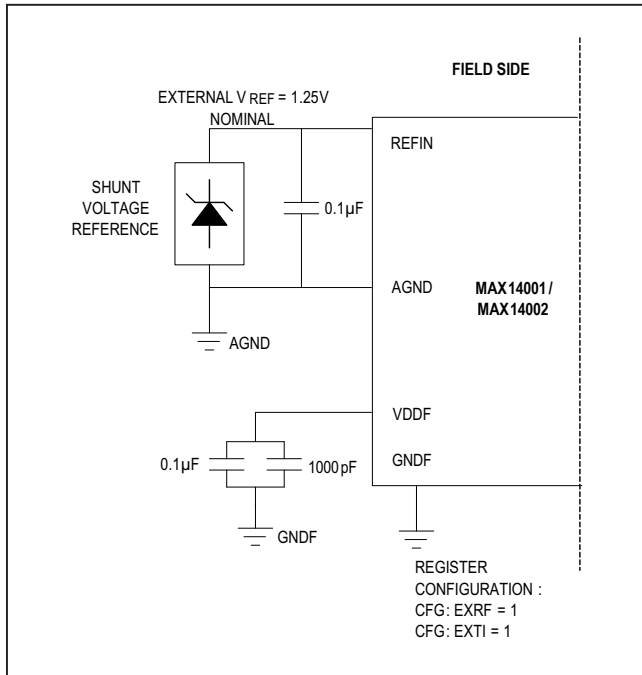 FIELD SIDE
EXTERNAL V REF = 1.25V
NOMINAL
REFIN
SHUNT
VOLTAGE
REFERENCE
0.1µF
AGND
MAX14001 /
MAX14002
AGND
VDDF
0.1µF
1000pF
GNDF
GNDF
REGISTER
CONFIGURATION :
CFG: EXRF = 1
CFG: EXTI = 1